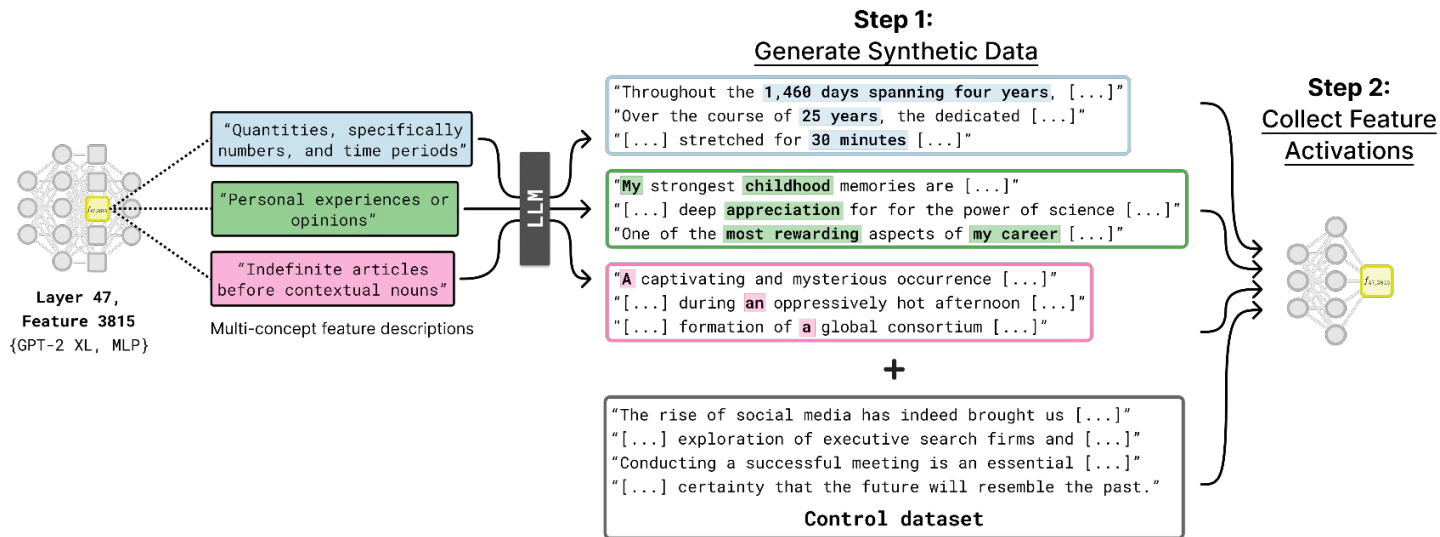 Step 1:
Generate Synthetic Data
Step 2:
Collect Feature
Activations
"Quantities, specifically
numbers, and time periods"
"Personal experiences or
opinions"
"Indefinite articles
before contextual nouns"
Multi-concept feature descriptions
Layer 47,
Feature 3815
{GPT-2 XL, MLP}
LLM
"Throughout the 1,460 days spanning four years, [...]"
"Over the course of 25 years, the dedicated [...]"
"[...] stretched for 30 minutes [...]"
"My strongest childhood memories are [...]"
"[...] deep appreciation for for the power of science [...]"
"One of the most rewarding aspects of my career [...]"
"A captivating and mysterious occurrence [...]
"[...] during an oppressively hot afternoon [...]"
"[...] formation of a global consortium [...]"
+
"The rise of social media has indeed brought us [...]"
"[...] exploration of executive search firms and [...]"
"Conducting a successful meeting is an essential [...]"
"[...] certainty that the future will resemble the past."
Control dataset